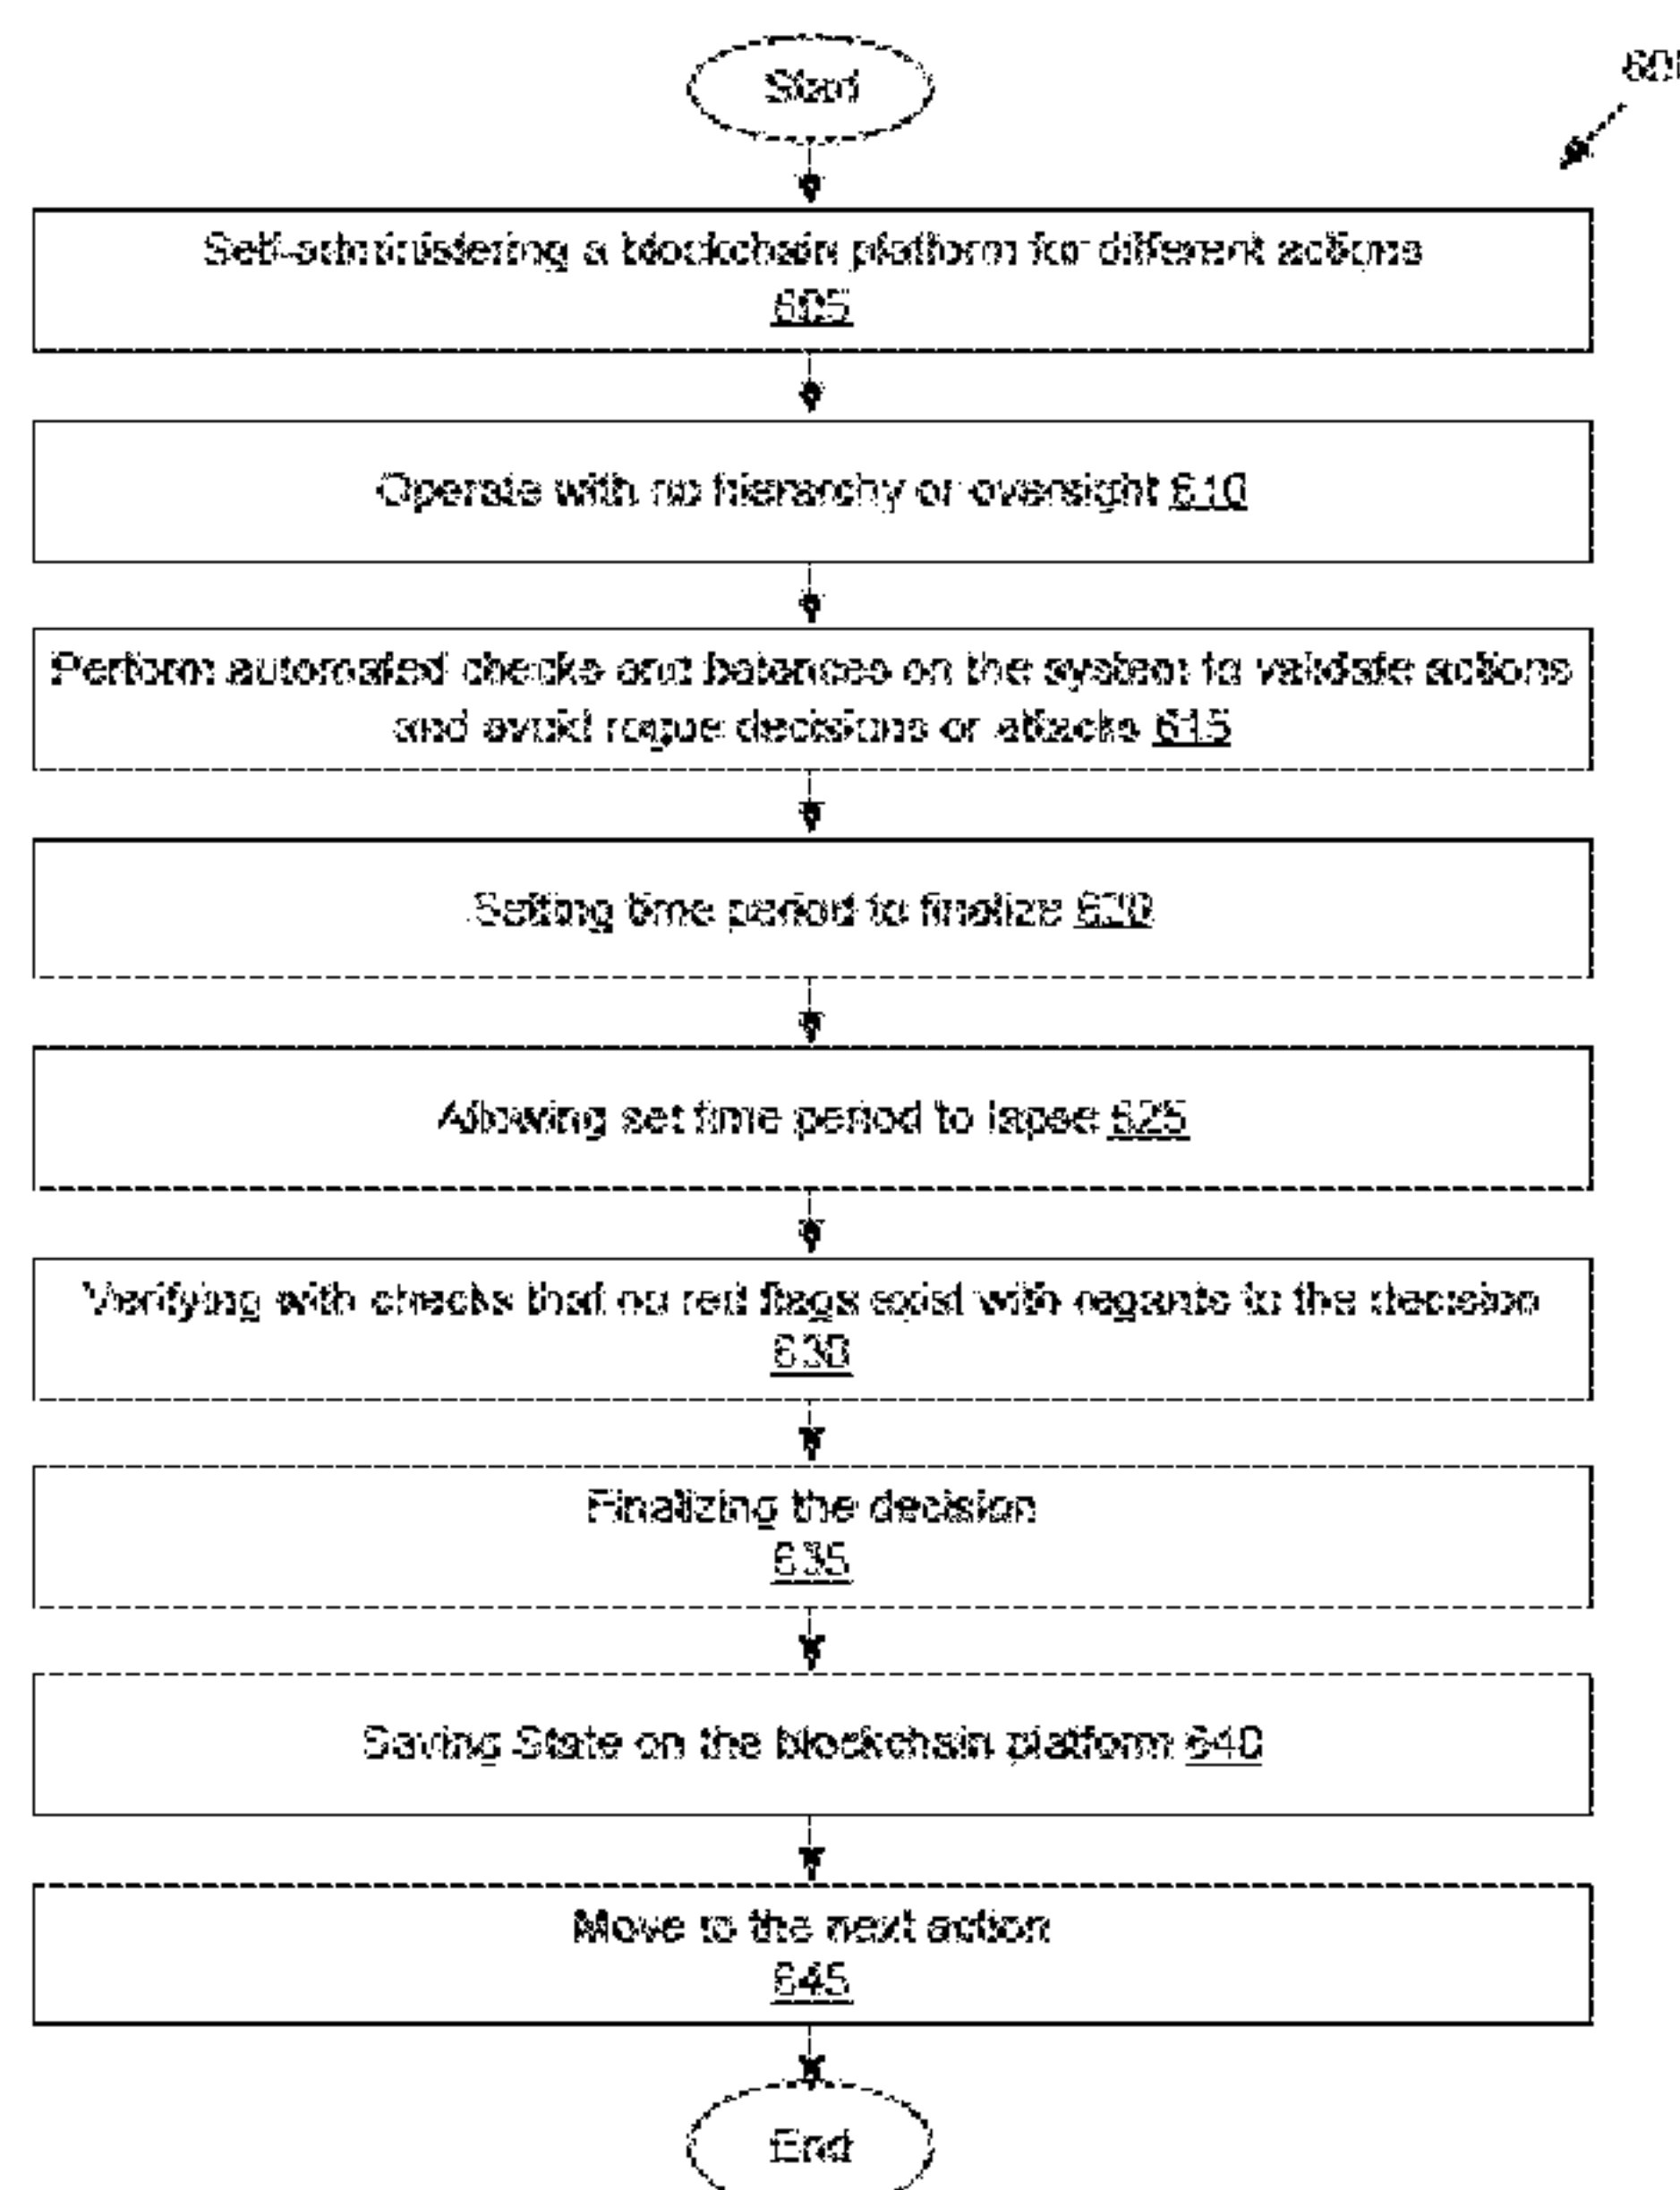 Start
Self-administering a blockchain platform for different actions
605
Operate with no hierarchy or oversight 610
Perform automated checks and balances on the system to validate actions
and avoid rogue decisions or attacks 615
Setting time period to finalize 620
Allowing set time period to lapse 625
Verifying with checks that no red flags exist with regards to the decision
630
Finalizing the decision
635
Saving State on the blockchain platform 640
Move to the next action
645
End